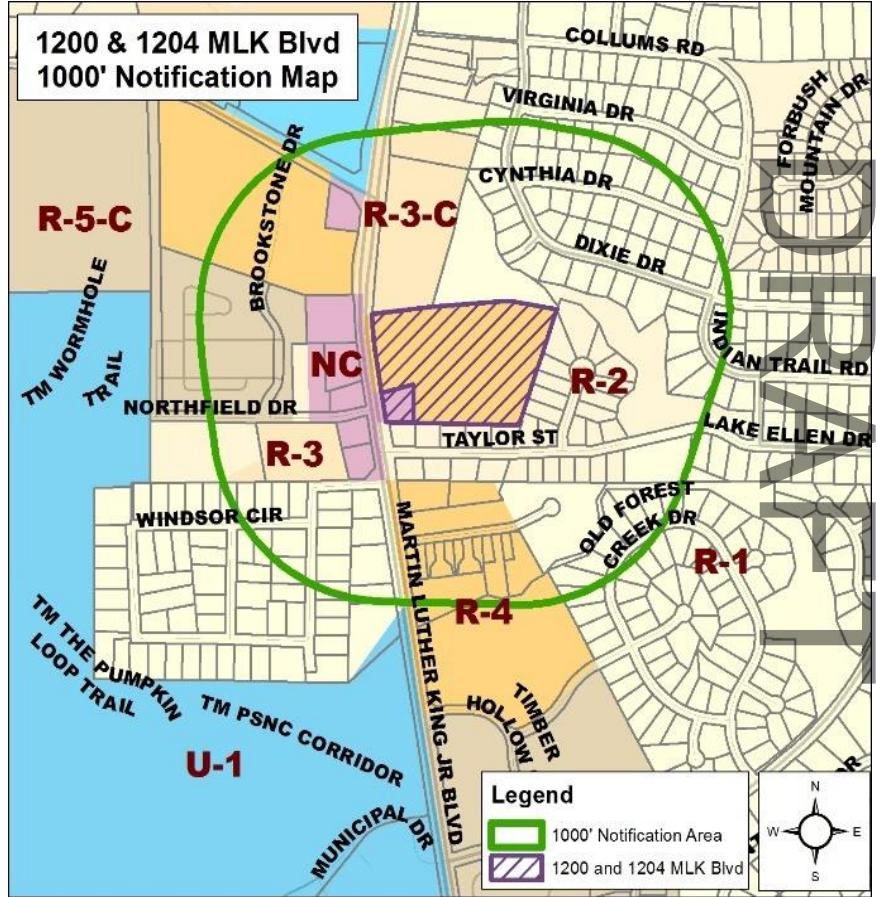 1200 & 1204 MLK Blvd
1000' Notification Map
COLLUMS RD
VIRGINIA DR
FORBUSH
MOUNTAIN DR
CYNTHIA DR
BROOKSTONE DR
R-5-C
R-3-C
DIXIE DR
TM WORMHOLE
TRAIL
INDIAN TRAIL RD
NC
R-2
NORTHFIELD DR
TAYLOR ST
LAKE ELLEN DR
R-3
WINDSOR CIR
OLD FOREST
CREEK DR
R-1
MARTIN LUTHER KING JR BLVD
R-4
TM THE PUMPKIN
LOOP TRAIL
TM PSNC CORRIDOR
TIMBER
HOLLOW
U-1
MUNICIPAL DR
DRAFT
Legend
1000' Notification Area
1200 and 1204 MLK Blvd
N
W
E
S